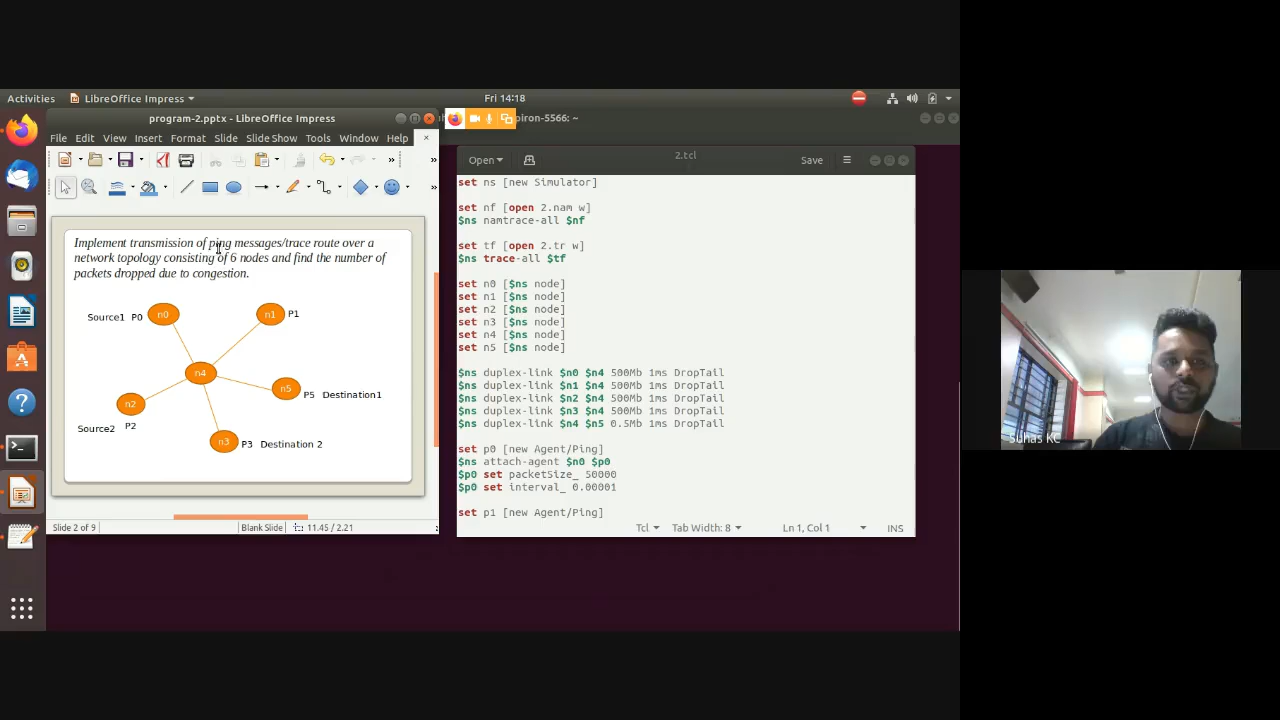 Activities
LibreOffice Impress
Fri 14:18
program-2.pptx - LibreOffice Impress
piron-5566: ~
File Edit View Insert Format Slide Slide Show Tools Window Help
Implement transmission of ping messages/trace route over a
network topology consisting of 6 nodes and find the number of
packets dropped due to congestion.
Source1 P0 n0
n1 P1
n4
n5 P5 Destination1
n2
Source2 P2
n3 P3 Destination 2
Slide 2 of 9
Blank Slide
11.45 / 2.21
Open
2.tcl
Save
set ns [new Simulator]
set nf [open 2.nam w]
$ns namtrace-all $nf
set tf [open 2.tr w]
$ns trace-all $tf
set n0 [$ns node]
set n1 [$ns node]
set n2 [$ns node]
set n3 [$ns node]
set n4 [$ns node]
set n5 [$ns node]
$ns duplex-link $n0 $n4 500Mb 1ms DropTail
$ns duplex-link $n1 $n4 500Mb 1ms DropTail
$ns duplex-link $n2 $n4 500Mb 1ms DropTail
$ns duplex-link $n3 $n4 500Mb 1ms DropTail
$ns duplex-link $n4 $n5 0.5Mb 1ms DropTail
set p0 [new Agent/Ping]
$ns attach-agent $n0 $p0
$p0 set packetSize_ 50000
$p0 set interval_ 0.00001
set p1 [new Agent/Ping]
Tcl
Tab Width: 8
Ln 1, Col 1
INS
Suhas KC